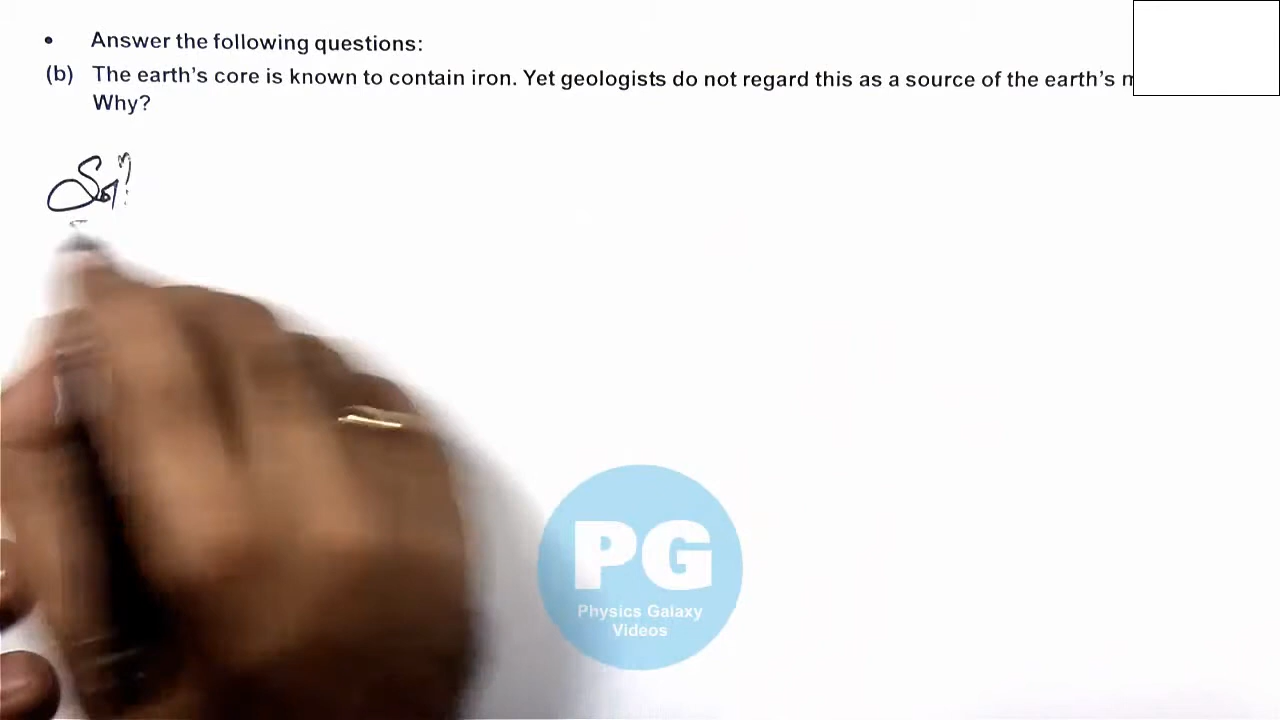 • Answer the following questions:
(b) The earth's core is known to contain iron. Yet geologists do not regard this as a source of the earth's
Why?
Solⁿ:
PG
Physics Galaxy
Videos